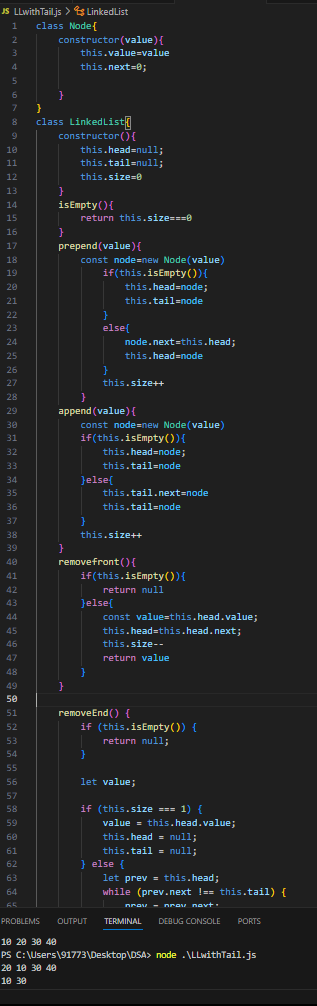 JS LLwithTail.js > LinkedList
1 class Node{
2 constructor(value){
3 this.value=value
4 this.next=0;
5
6 }
7 }
8 class LinkedList{
9 constructor(){
10 this.head=null;
11 this.tail=null;
12 this.size=0
13 }
14 isEmpty(){
15 return this.size===0
16 }
17 prepend(value){
18 const node=new Node(value)
19 if(this.isEmpty()){
20 this.head=node;
21 this.tail=node
22 }
23 else{
24 node.next=this.head;
25 this.head=node
26 }
27 this.size++
28 }
29 append(value){
30 const node=new Node(value)
31 if(this.isEmpty()){
32 this.head=node;
33 this.tail=node
34 }else{
35 this.tail.next=node
36 this.tail=node
37 }
38 this.size++
39 }
40 removefront(){
41 if(this.isEmpty()){
42 return null
43 }else{
44 const value=this.head.value;
45 this.head=this.head.next;
46 this.size--
47 return value
48 }
49 }
50
51 removeEnd() {
52 if (this.isEmpty()) {
53 return null;
54 }
55
56 let value;
57
58 if (this.size === 1) {
59 value = this.head.value;
60 this.head = null;
61 this.tail = null;
62 } else {
63 let prev = this.head;
64 while (prev.next !== this.tail) {
65 prev = prev.next;
PROBLEMS OUTPUT TERMINAL DEBUG CONSOLE PORTS
10 20 30 40
PS C:\Users\91773\Desktop\DSA> node .\LLwithTail.js
20 10 30 40
10 30